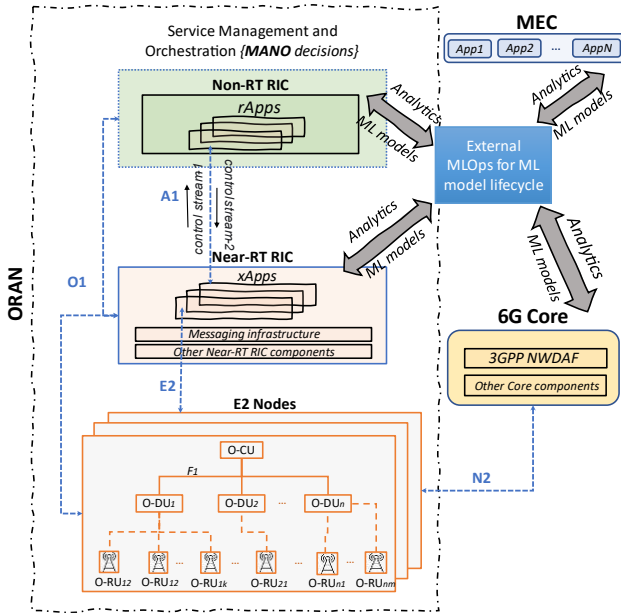 Service Management and
Orchestration {MANO decisions}
MEC
App1 App2 ... AppN
Non-RT RIC
rApps
Analytics
ML models
Analytics
ML models
External
MLOps for ML
model lifecycle
A1
control stream-1
control stream-2
O1
ORAN
Near-RT RIC
xApps
Messaging infrastructure
Other Near-RT RIC components
Analytics
ML models
Analytics
ML models
6G Core
3GPP NWDAF
Other Core components
E2
E2 Nodes
N2
O-CU
F1
O-DU1 O-DU2 ... O-DUn
... ... ... ...
O-RU12 O-RU12 O-RU1k O-RU21 O-RUn1 O-RUnm